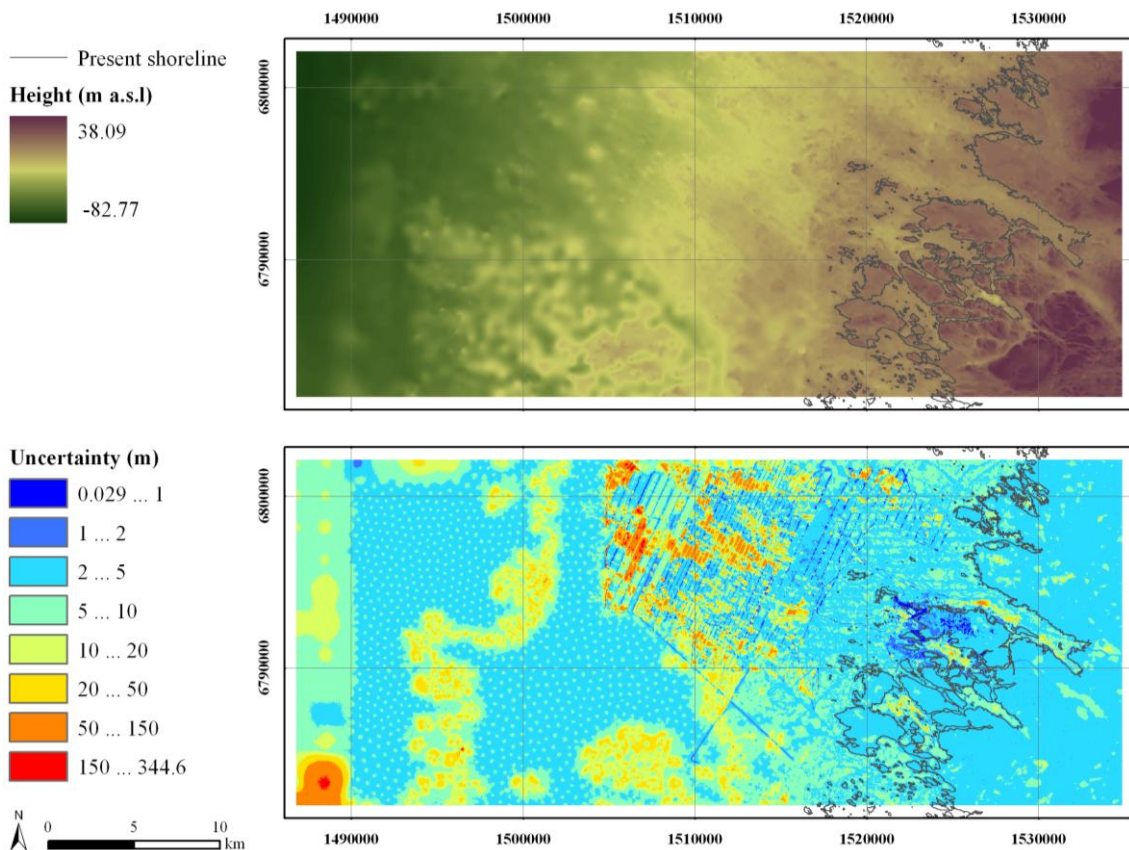 1490000 1500000 1510000 1520000 1530000
Present shoreline
Height (m a.s.l)
38.09
-82.77
6800000
6790000
Uncertainty (m)
0.029 ... 1
1 ... 2
2 ... 5
5 ... 10
10 ... 20
20 ... 50
50 ... 150
150 ... 344.6
6800000
6790000
N
0 5 10
km
1490000 1500000 1510000 1520000 1530000